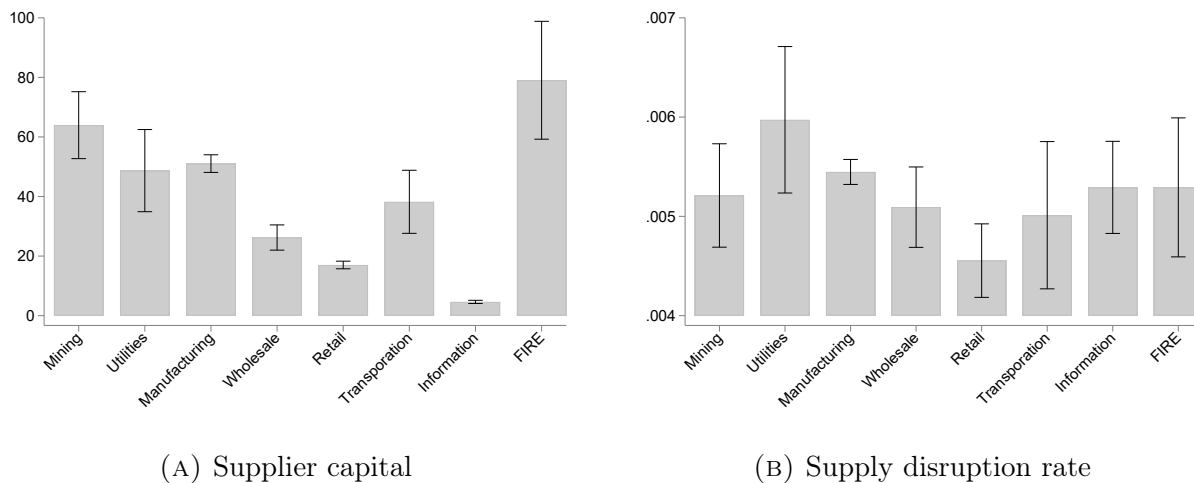 100
80
60
40
20
0
Mining
Utilities
Manufacturing
Wholesale
Retail
Transporation
Information
FIRE
(A) Supplier capital
.007
.006
.005
.004
Mining
Utilities
Manufacturing
Wholesale
Retail
Transporation
Information
FIRE
(B) Supply disruption rate